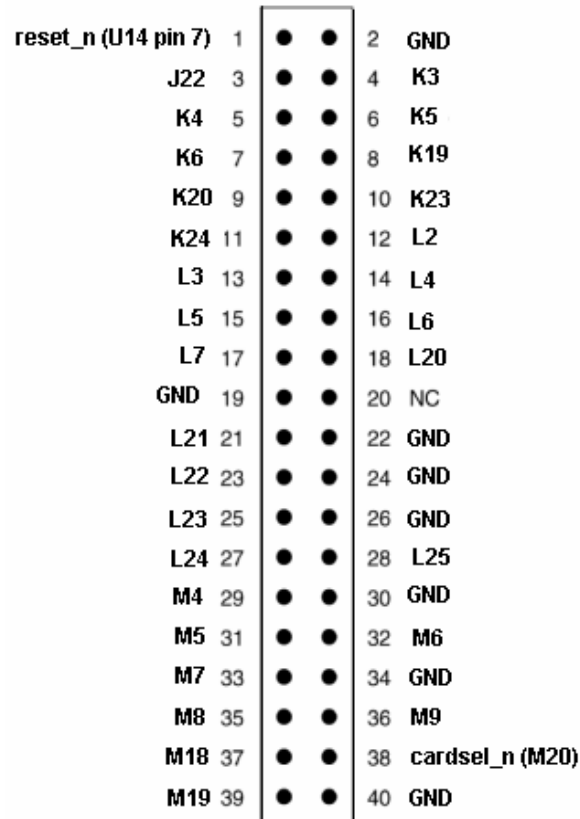 reset_n (U14 pin 7) 1 2 GND
J22 3 4 K3
K4 5 6 K5
K6 7 8 K19
K20 9 10 K23
K24 11 12 L2
L3 13 14 L4
L5 15 16 L6
L7 17 18 L20
GND 19 20 NC
L21 21 22 GND
L22 23 24 GND
L23 25 26 GND
L24 27 28 L25
M4 29 30 GND
M5 31 32 M6
M7 33 34 GND
M8 35 36 M9
M18 37 38 cardsel_n (M20)
M19 39 40 GND